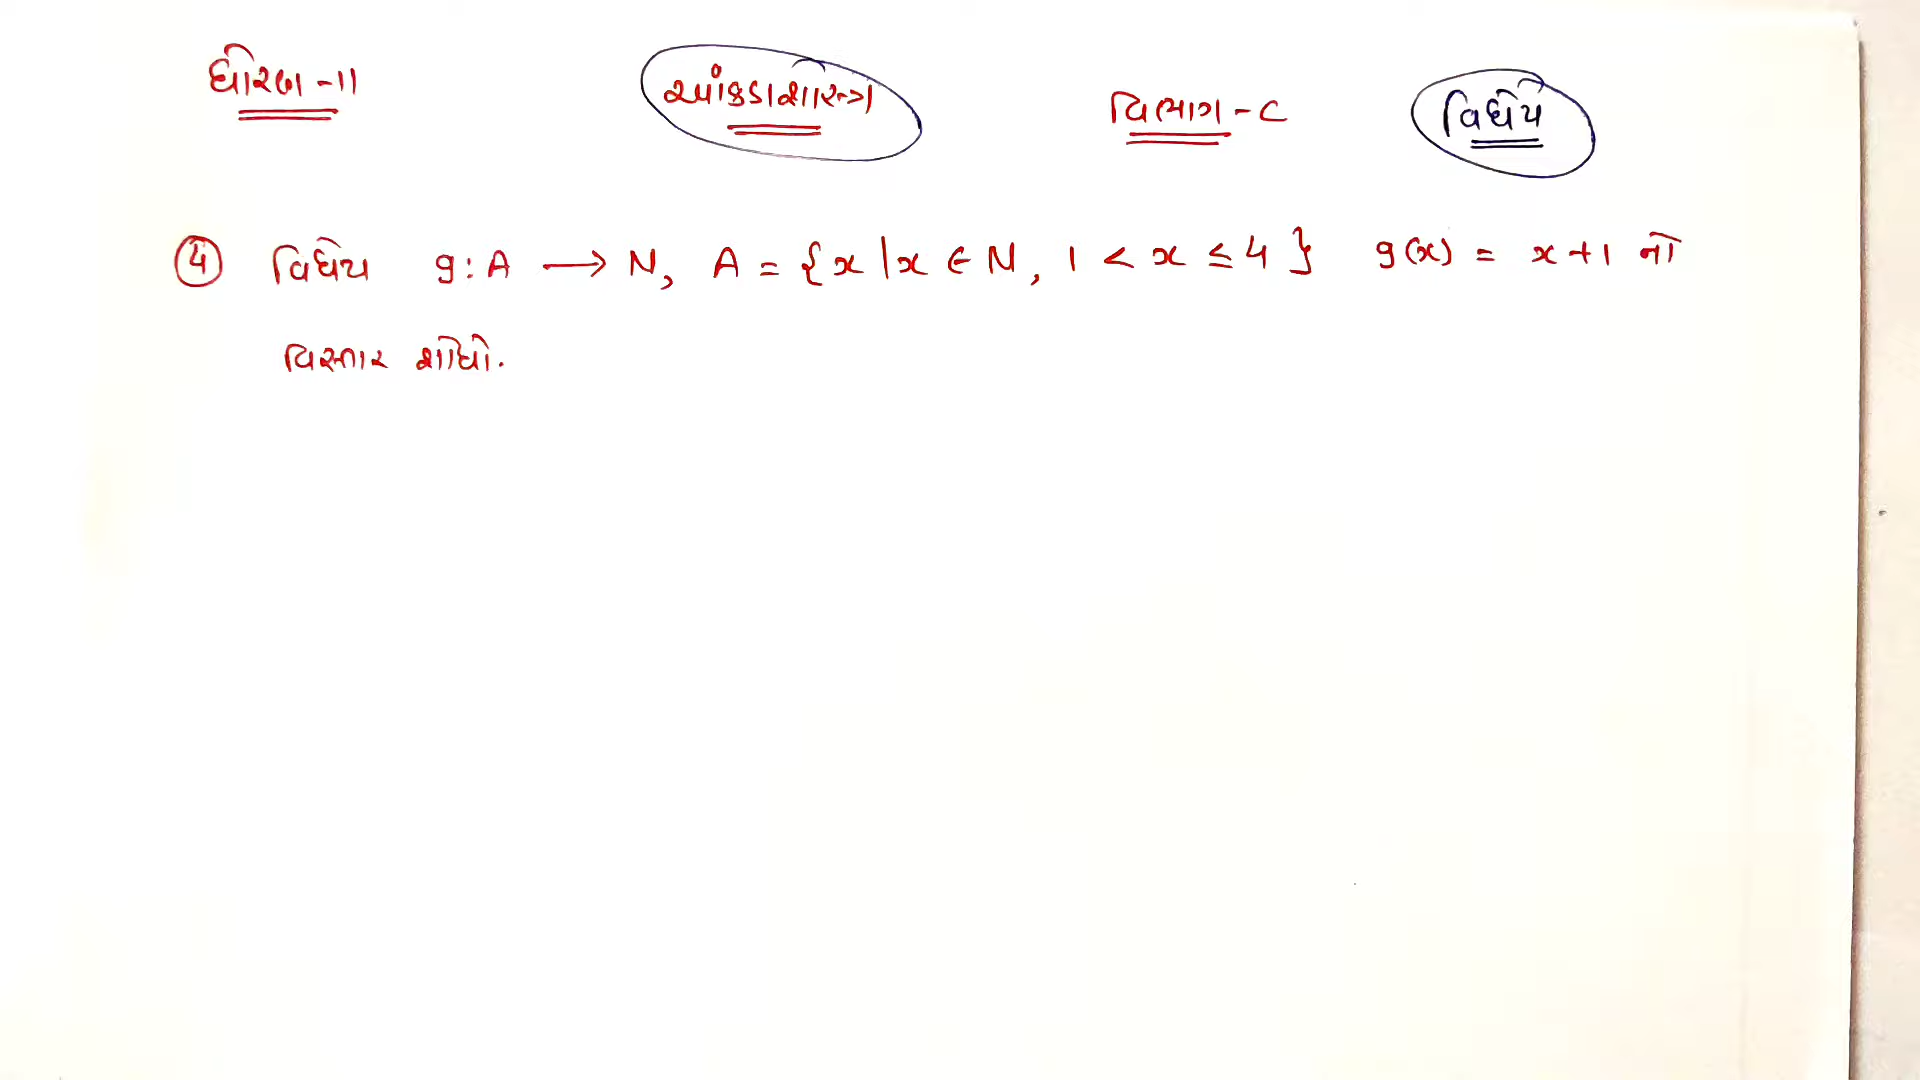 ધોરણ-11 આંકડાશાસ્ત્ર વિભાગ-C વિધેય
④ વિધેય g:A → N, A = {x|x ∈ N, 1 < x ≤ 4} g(x) = x+1 નો
વિસ્તાર શોધો.